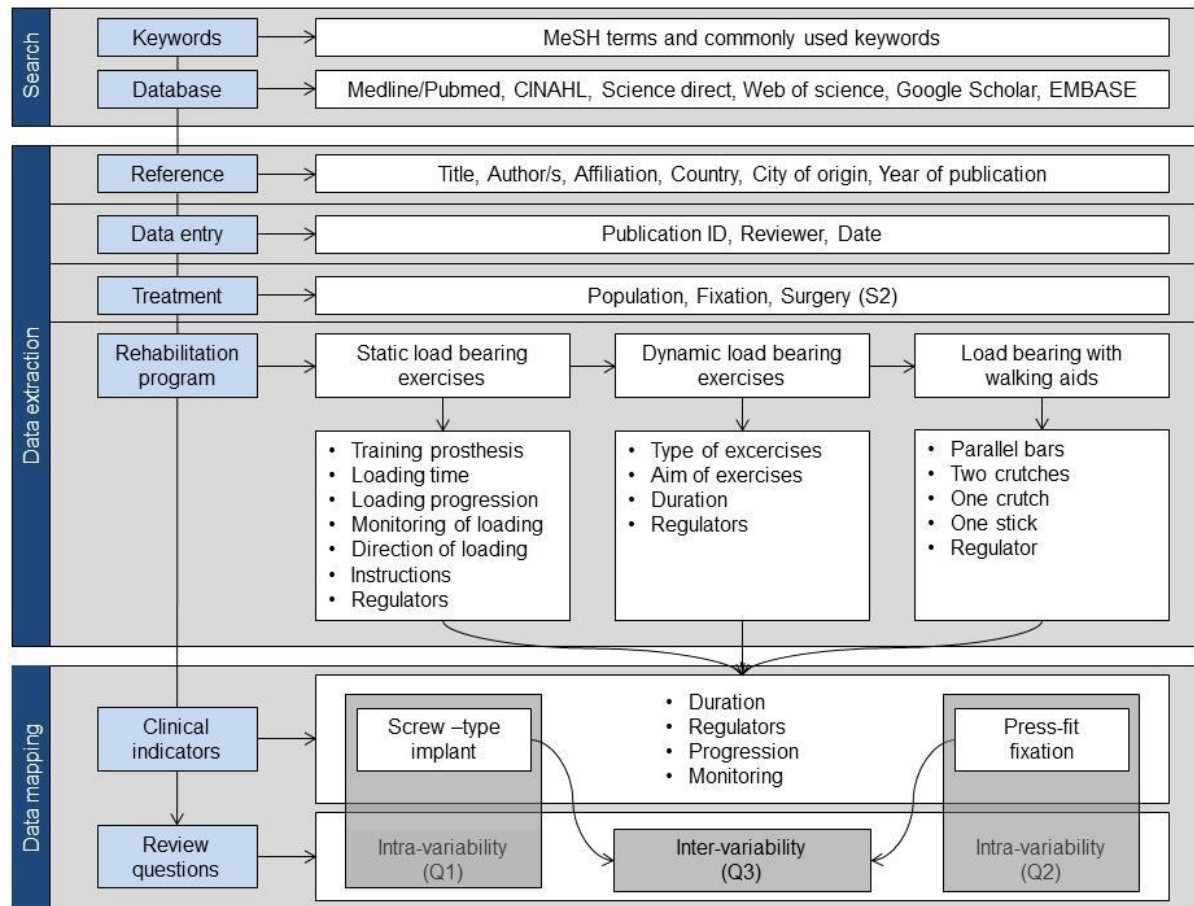 Search
Keywords
MeSH terms and commonly used keywords
Database
Medline/Pubmed, CINAHL, Science direct, Web of science, Google Scholar, EMBASE
Data extraction
Reference
Title, Author/s, Affiliation, Country, City of origin, Year of publication
Data entry
Publication ID, Reviewer, Date
Treatment
Population, Fixation, Surgery (S2)
Rehabilitation
program
Static load bearing
exercises
Dynamic load bearing
exercises
Load bearing with
walking aids
• Training prosthesis
• Loading time
• Loading progression
• Monitoring of loading
• Direction of loading
• Instructions
• Regulators
• Type of excercises
• Aim of exercises
• Duration
• Regulators
• Parallel bars
• Two crutches
• One crutch
• One stick
• Regulator
Data mapping
Clinical
indicators
Screw –type
implant
• Duration
• Regulators
• Progression
• Monitoring
Press-fit
fixation
Review
questions
Intra-variability
(Q1)
Inter-variability
(Q3)
Intra-variability
(Q2)